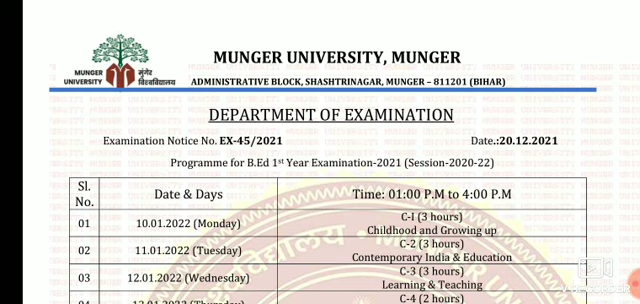 MUNGER UNIVERSITY, MUNGER
MUNGER मुंगेर
UNIVERSITY विश्वविद्यालय
ADMINISTRATIVE BLOCK, SHASHTRINAGAR, MUNGER – 811201 (BIHAR)
DEPARTMENT OF EXAMINATION
Examination Notice No. EX-45/2021 Date.:20.12.2021
Programme for B.Ed 1st Year Examination-2021 (Session-2020-22)
Sl. No. Date & Days Time: 01:00 P.M to 4:00 P.M
01 10.01.2022 (Monday) C-I (3 hours)
Childhood and Growing up
02 11.01.2022 (Tuesday) C-2 (3 hours)
Contemporary India & Education
03 12.01.2022 (Wednesday) C-3 (3 hours)
Learning & Teaching
C-4 (2 hours)